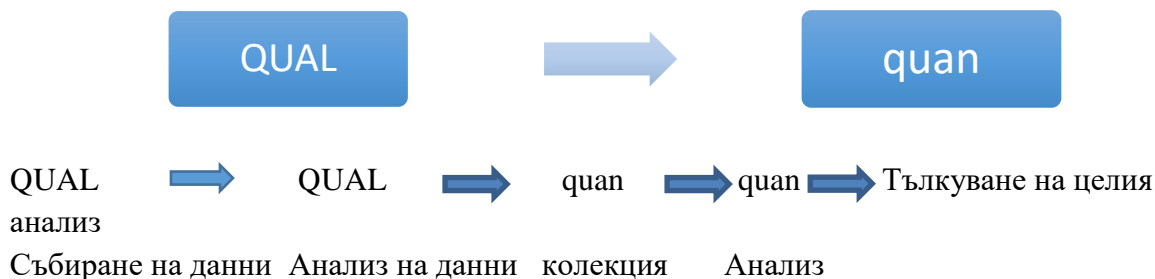 QUAL quan
QUAL QUAL quan quan Тълкуване на целия
анализ
Събиране на данни Анализ на данни колекция Анализ